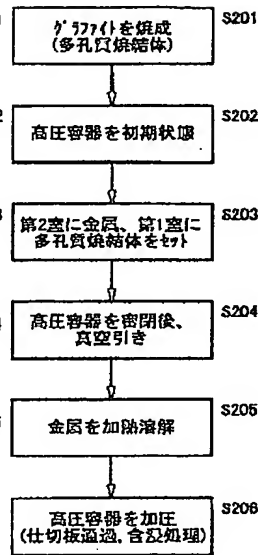 グラファイトを焼成
(多孔質焼結体)
S201
高圧容器を初期状態
S202
第2室に金属、第1室に
多孔質焼結体をセット
S203
高圧容器を密閉後、
真空引き
S204
金属を加熱溶解
S205
高圧容器を加圧
(仕切板通過,含浸処理)
S206